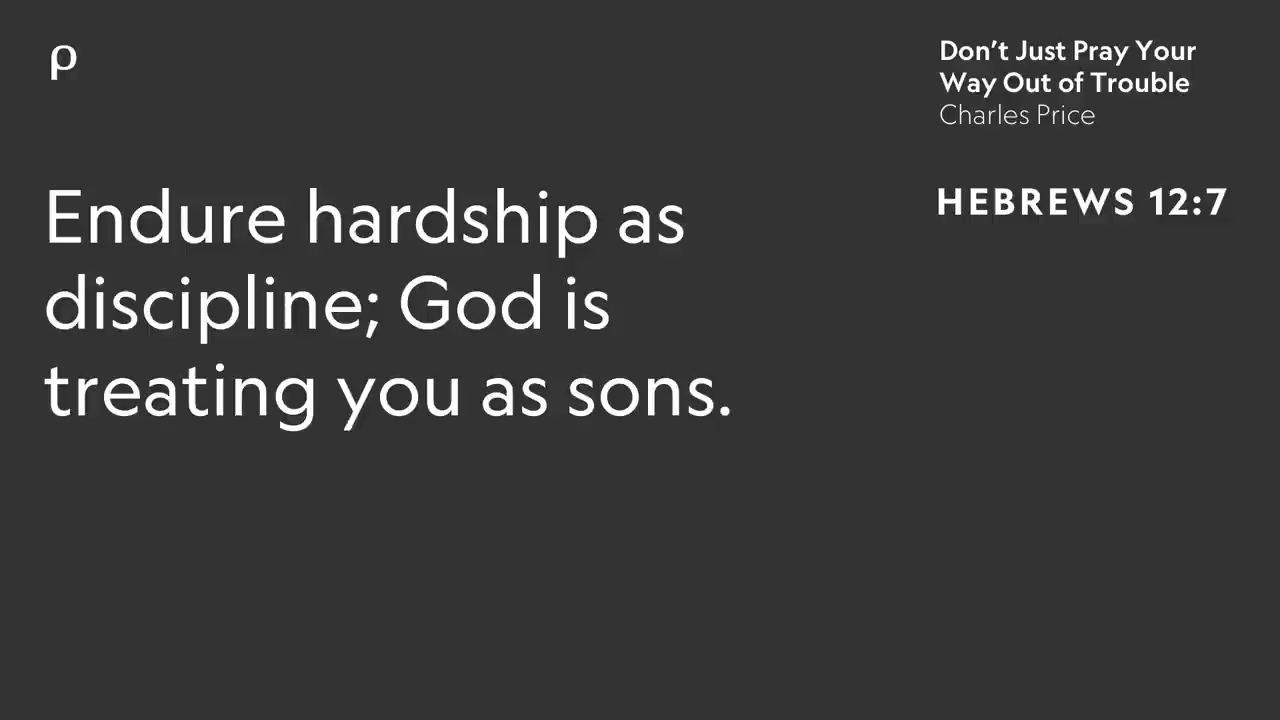 ρ
Don't Just Pray Your
Way Out of Trouble
Charles Price
Endure hardship as
discipline; God is
treating you as sons.
HEBREWS 12:7